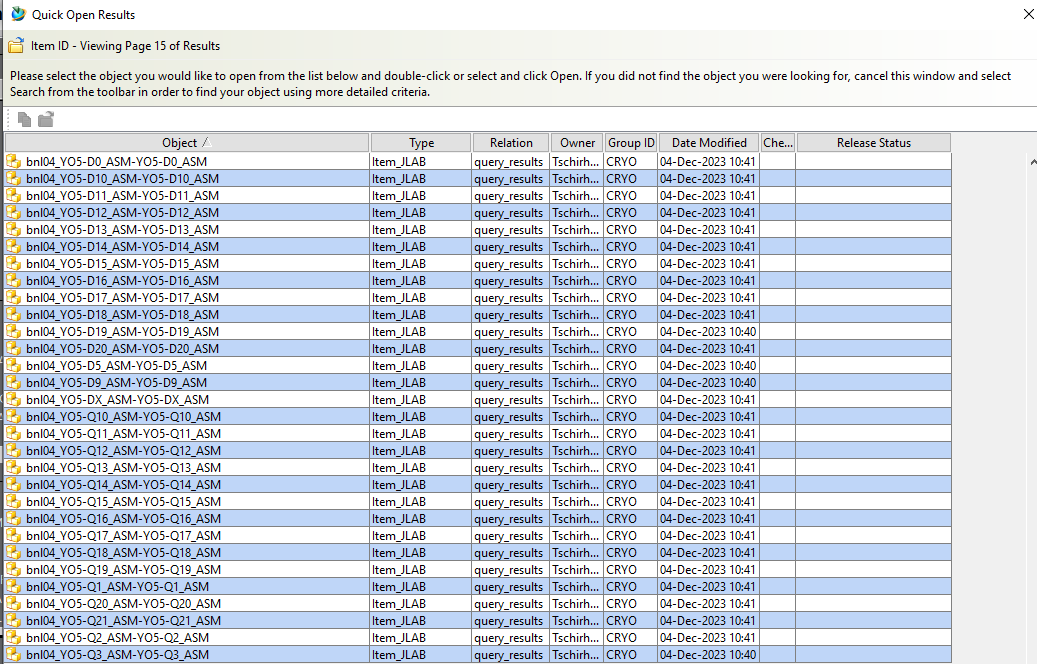 Quick Open Results
Item ID - Viewing Page 15 of Results
Please select the object you would like to open from the list below and double-click or select and click Open. If you did not find the object you were looking for, cancel this window and select
Search from the toolbar in order to find your object using more detailed criteria.
Object Type Relation Owner Group ID Date Modified Che... Release Status
bnl04_YO5-D0_ASM-YO5-D0_ASM Item_JLAB query_results Tschirh... CRYO 04-Dec-2023 10:41
bnl04_YO5-D10_ASM-YO5-D10_ASM Item_JLAB query_results Tschirh... CRYO 04-Dec-2023 10:41
bnl04_YO5-D11_ASM-YO5-D11_ASM Item_JLAB query_results Tschirh... CRYO 04-Dec-2023 10:41
bnl04_YO5-D12_ASM-YO5-D12_ASM Item_JLAB query_results Tschirh... CRYO 04-Dec-2023 10:41
bnl04_YO5-D13_ASM-YO5-D13_ASM Item_JLAB query_results Tschirh... CRYO 04-Dec-2023 10:41
bnl04_YO5-D14_ASM-YO5-D14_ASM Item_JLAB query_results Tschirh... CRYO 04-Dec-2023 10:41
bnl04_YO5-D15_ASM-YO5-D15_ASM Item_JLAB query_results Tschirh... CRYO 04-Dec-2023 10:41
bnl04_YO5-D16_ASM-YO5-D16_ASM Item_JLAB query_results Tschirh... CRYO 04-Dec-2023 10:41
bnl04_YO5-D17_ASM-YO5-D17_ASM Item_JLAB query_results Tschirh... CRYO 04-Dec-2023 10:41
bnl04_YO5-D18_ASM-YO5-D18_ASM Item_JLAB query_results Tschirh... CRYO 04-Dec-2023 10:41
bnl04_YO5-D19_ASM-YO5-D19_ASM Item_JLAB query_results Tschirh... CRYO 04-Dec-2023 10:40
bnl04_YO5-D20_ASM-YO5-D20_ASM Item_JLAB query_results Tschirh... CRYO 04-Dec-2023 10:41
bnl04_YO5-D5_ASM-YO5-D5_ASM Item_JLAB query_results Tschirh... CRYO 04-Dec-2023 10:40
bnl04_YO5-D9_ASM-YO5-D9_ASM Item_JLAB query_results Tschirh... CRYO 04-Dec-2023 10:40
bnl04_YO5-DX_ASM-YO5-DX_ASM Item_JLAB query_results Tschirh... CRYO 04-Dec-2023 10:41
bnl04_YO5-Q10_ASM-YO5-Q10_ASM Item_JLAB query_results Tschirh... CRYO 04-Dec-2023 10:41
bnl04_YO5-Q11_ASM-YO5-Q11_ASM Item_JLAB query_results Tschirh... CRYO 04-Dec-2023 10:41
bnl04_YO5-Q12_ASM-YO5-Q12_ASM Item_JLAB query_results Tschirh... CRYO 04-Dec-2023 10:41
bnl04_YO5-Q13_ASM-YO5-Q13_ASM Item_JLAB query_results Tschirh... CRYO 04-Dec-2023 10:41
bnl04_YO5-Q14_ASM-YO5-Q14_ASM Item_JLAB query_results Tschirh... CRYO 04-Dec-2023 10:41
bnl04_YO5-Q15_ASM-YO5-Q15_ASM Item_JLAB query_results Tschirh... CRYO 04-Dec-2023 10:41
bnl04_YO5-Q16_ASM-YO5-Q16_ASM Item_JLAB query_results Tschirh... CRYO 04-Dec-2023 10:41
bnl04_YO5-Q17_ASM-YO5-Q17_ASM Item_JLAB query_results Tschirh... CRYO 04-Dec-2023 10:41
bnl04_YO5-Q18_ASM-YO5-Q18_ASM Item_JLAB query_results Tschirh... CRYO 04-Dec-2023 10:41
bnl04_YO5-Q19_ASM-YO5-Q19_ASM Item_JLAB query_results Tschirh... CRYO 04-Dec-2023 10:41
bnl04_YO5-Q1_ASM-YO5-Q1_ASM Item_JLAB query_results Tschirh... CRYO 04-Dec-2023 10:41
bnl04_YO5-Q20_ASM-YO5-Q20_ASM Item_JLAB query_results Tschirh... CRYO 04-Dec-2023 10:41
bnl04_YO5-Q21_ASM-YO5-Q21_ASM Item_JLAB query_results Tschirh... CRYO 04-Dec-2023 10:41
bnl04_YO5-Q2_ASM-YO5-Q2_ASM Item_JLAB query_results Tschirh... CRYO 04-Dec-2023 10:41
bnl04_YO5-Q3_ASM-YO5-Q3_ASM Item_JLAB query_results Tschirh... CRYO 04-Dec-2023 10:40